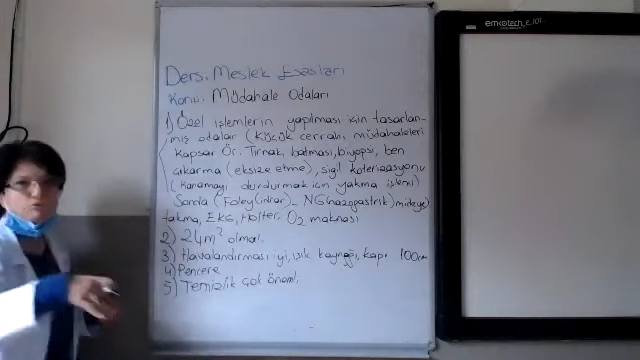 emkotech e 101
Ders: Meslek Esasları
Konu: Müdahale Odaları
1) Özel işlemlerin yapılması için tasarlan-
mış odalar (Küçük cerrahi müdahaleleri
kapsar Ör. Tırnak batması, biyopsi, ben
çıkarma (eksize etme), siğil koterizasyonu
(kanamayı durdurmak için yakma işlemi)
Sonda (Foley(idrar) - NG(nazogastrik) mideye)
takma, EKG, Holter, O2 maknası
2) 24m² olmalı
3) Havalandırması iyi, ışık kaynağı, kapı 100cm
4) Pencere
5) Temizlik çok önemli